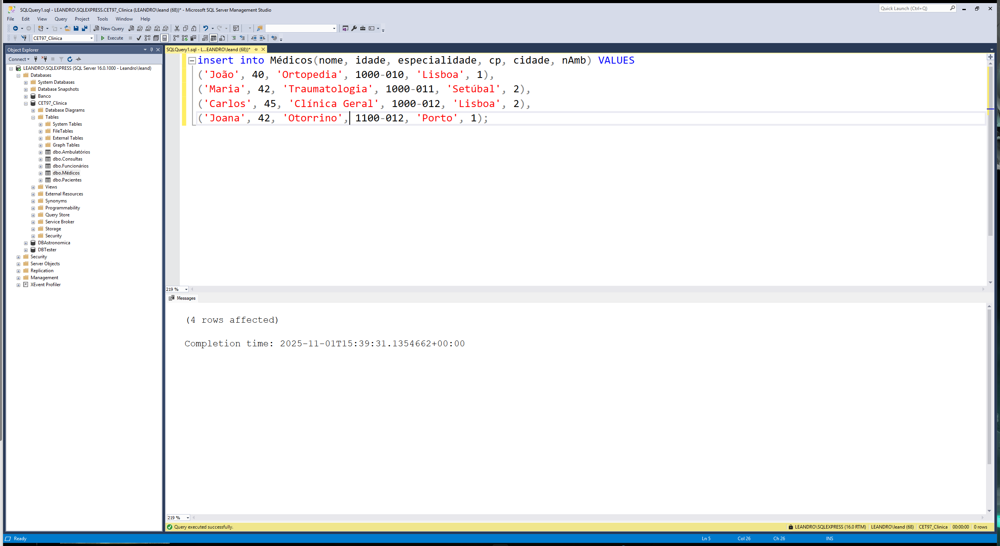 SQLQuery1.sql - LEANDRO\SQLEXPRESS.CET97_Clinica (LEANDRO\leand (68))* - Microsoft SQL Server Management Studio
Quick Launch (Ctrl+Q)
File Edit View Query Project Tools Window Help
New Query
CET97_Clinica Execute
Object Explorer
Connect
LEANDRO\SQLEXPRESS (SQL Server 16.0.1000 - Leandro\leand)
Databases
System Databases
Database Snapshots
Banco
CET97_Clinica
Database Diagrams
Tables
System Tables
FileTables
External Tables
Graph Tables
dbo.Ambulatórios
dbo.Consultas
dbo.Funcionários
dbo.Médicos
dbo.Pacientes
Views
External Resources
Synonyms
Programmability
Query Store
Service Broker
Storage
Security
DBAstronomica
DBTester
Security
Server Objects
Replication
Management
XEvent Profiler
SQLQuery1.sql - L...EANDRO\leand (68))*
insert into Médicos(nome, idade, especialidade, cp, cidade, nAmb) VALUES
('João', 40, 'Ortopedia', 1000-010, 'Lisboa', 1),
('Maria', 42, 'Traumatologia', 1000-011, 'Setúbal', 2),
('Carlos', 45, 'Clínica Geral', 1000-012, 'Lisboa', 2),
('Joana', 42, 'Otorrino', 1100-012, 'Porto', 1);
219 %
Messages
(4 rows affected)
Completion time: 2025-11-01T15:39:31.1354662+00:00
219 %
Query executed successfully.
LEANDRO\SQLEXPRESS (16.0 RTM) LEANDRO\leand (68) CET97_Clinica 00:00:00 0 rows
Ready
Ln 5 Col 26 Ch 26 INS